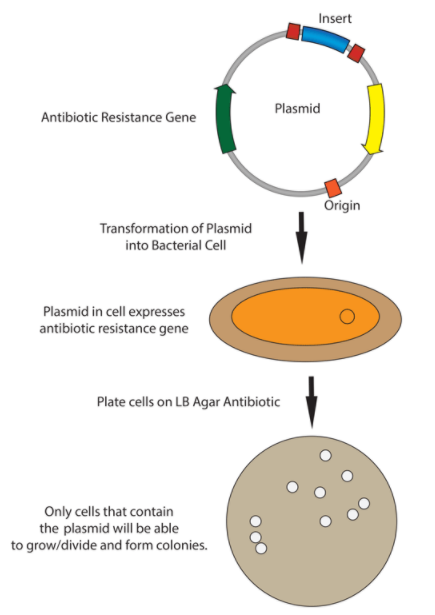 Insert
Antibiotic Resistance Gene
Plasmid
Origin
Transformation of Plasmid
into Bacterial Cell
Plasmid in cell expresses
antibiotic resistance gene
Plate cells on LB Agar Antibiotic
Only cells that contain
the plasmid will be able
to grow/divide and form colonies.